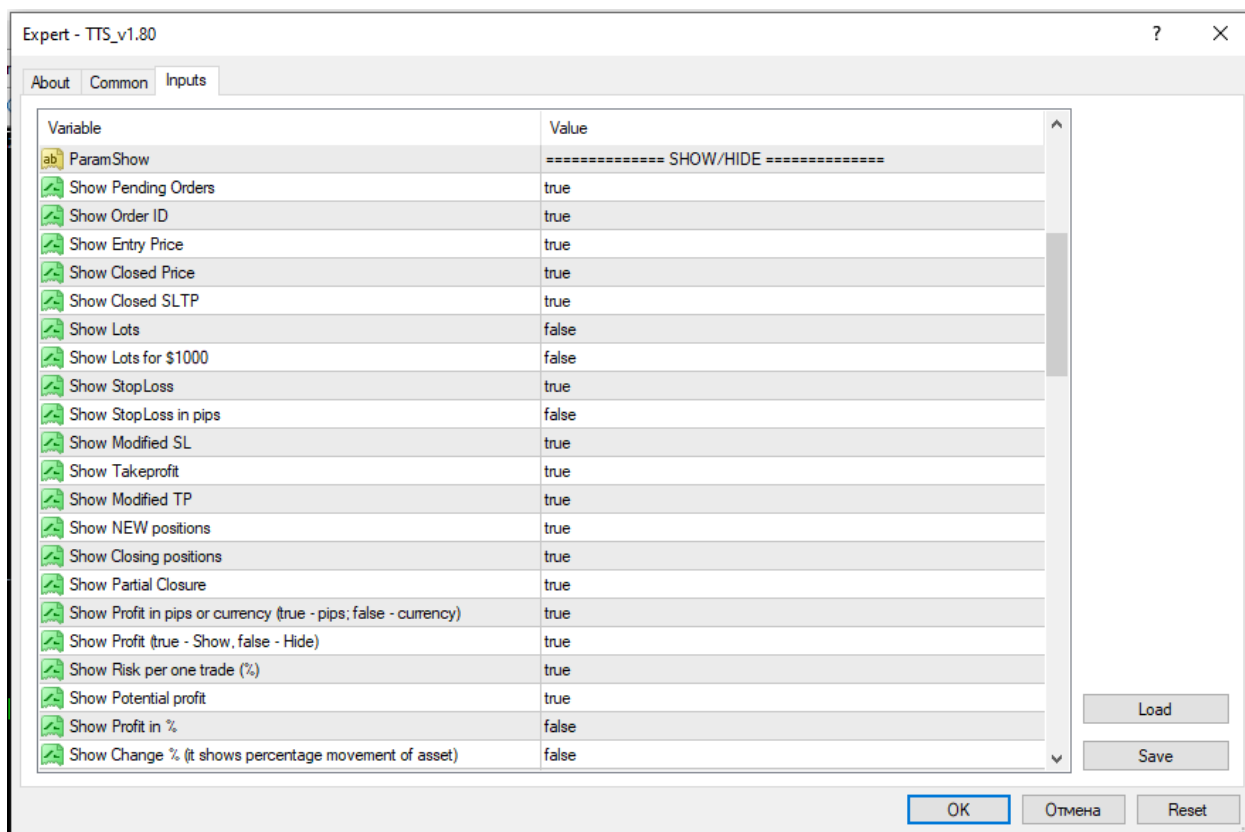 Expert - TTS_v1.80 ?
About Common Inputs
Variable Value
ab ParamShow ============== SHOW/HIDE ==============
Show Pending Orders true
Show Order ID true
Show Entry Price true
Show Closed Price true
Show Closed SLTP true
Show Lots false
Show Lots for $1000 false
Show StopLoss true
Show StopLoss in pips false
Show Modified SL true
Show Takeprofit true
Show Modified TP true
Show NEW positions true
Show Closing positions true
Show Partial Closure true
Show Profit in pips or currency (true - pips; false - currency) true
Show Profit (true - Show, false - Hide) true
Show Risk per one trade (%) true
Show Potential profit true
Show Profit in % false
Show Change % (it shows percentage movement of asset) false
Load
Save
OK Отмена Reset